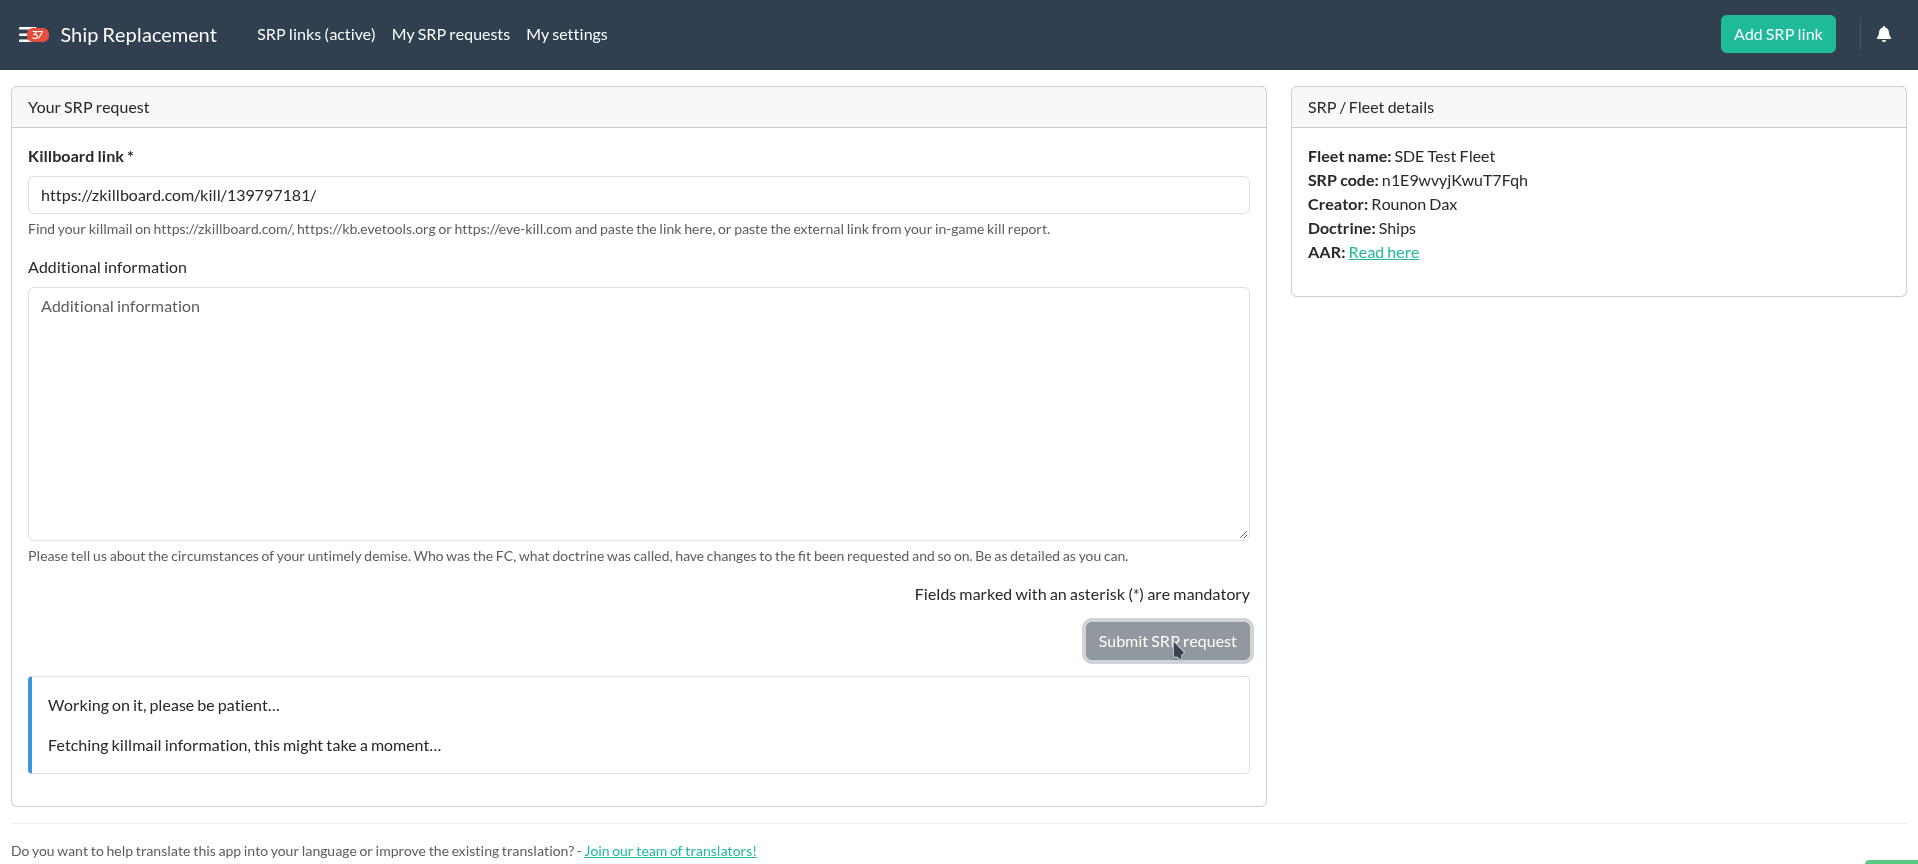 37 Ship Replacement SRP links (active) My SRP requests My settings Add SRP link
Your SRP request
Killboard link *
https://zkillboard.com/kill/139797181/
Find your killmail on https://zkillboard.com/, https://kb.evetools.org or https://eve-kill.com and paste the link here, or paste the external link from your in-game kill report.
Additional information
Additional information
Please tell us about the circumstances of your untimely demise. Who was the FC, what doctrine was called, have changes to the fit been requested and so on. Be as detailed as you can.
Fields marked with an asterisk (*) are mandatory
Submit SRP request
Working on it, please be patient...
Fetching killmail information, this might take a moment...
SRP / Fleet details
Fleet name: SDE Test Fleet
SRP code: n1E9wvyjKwuT7Fqh
Creator: Rounon Dax
Doctrine: Ships
AAR: Read here
Do you want to help translate this app into your language or improve the existing translation? - Join our team of translators!